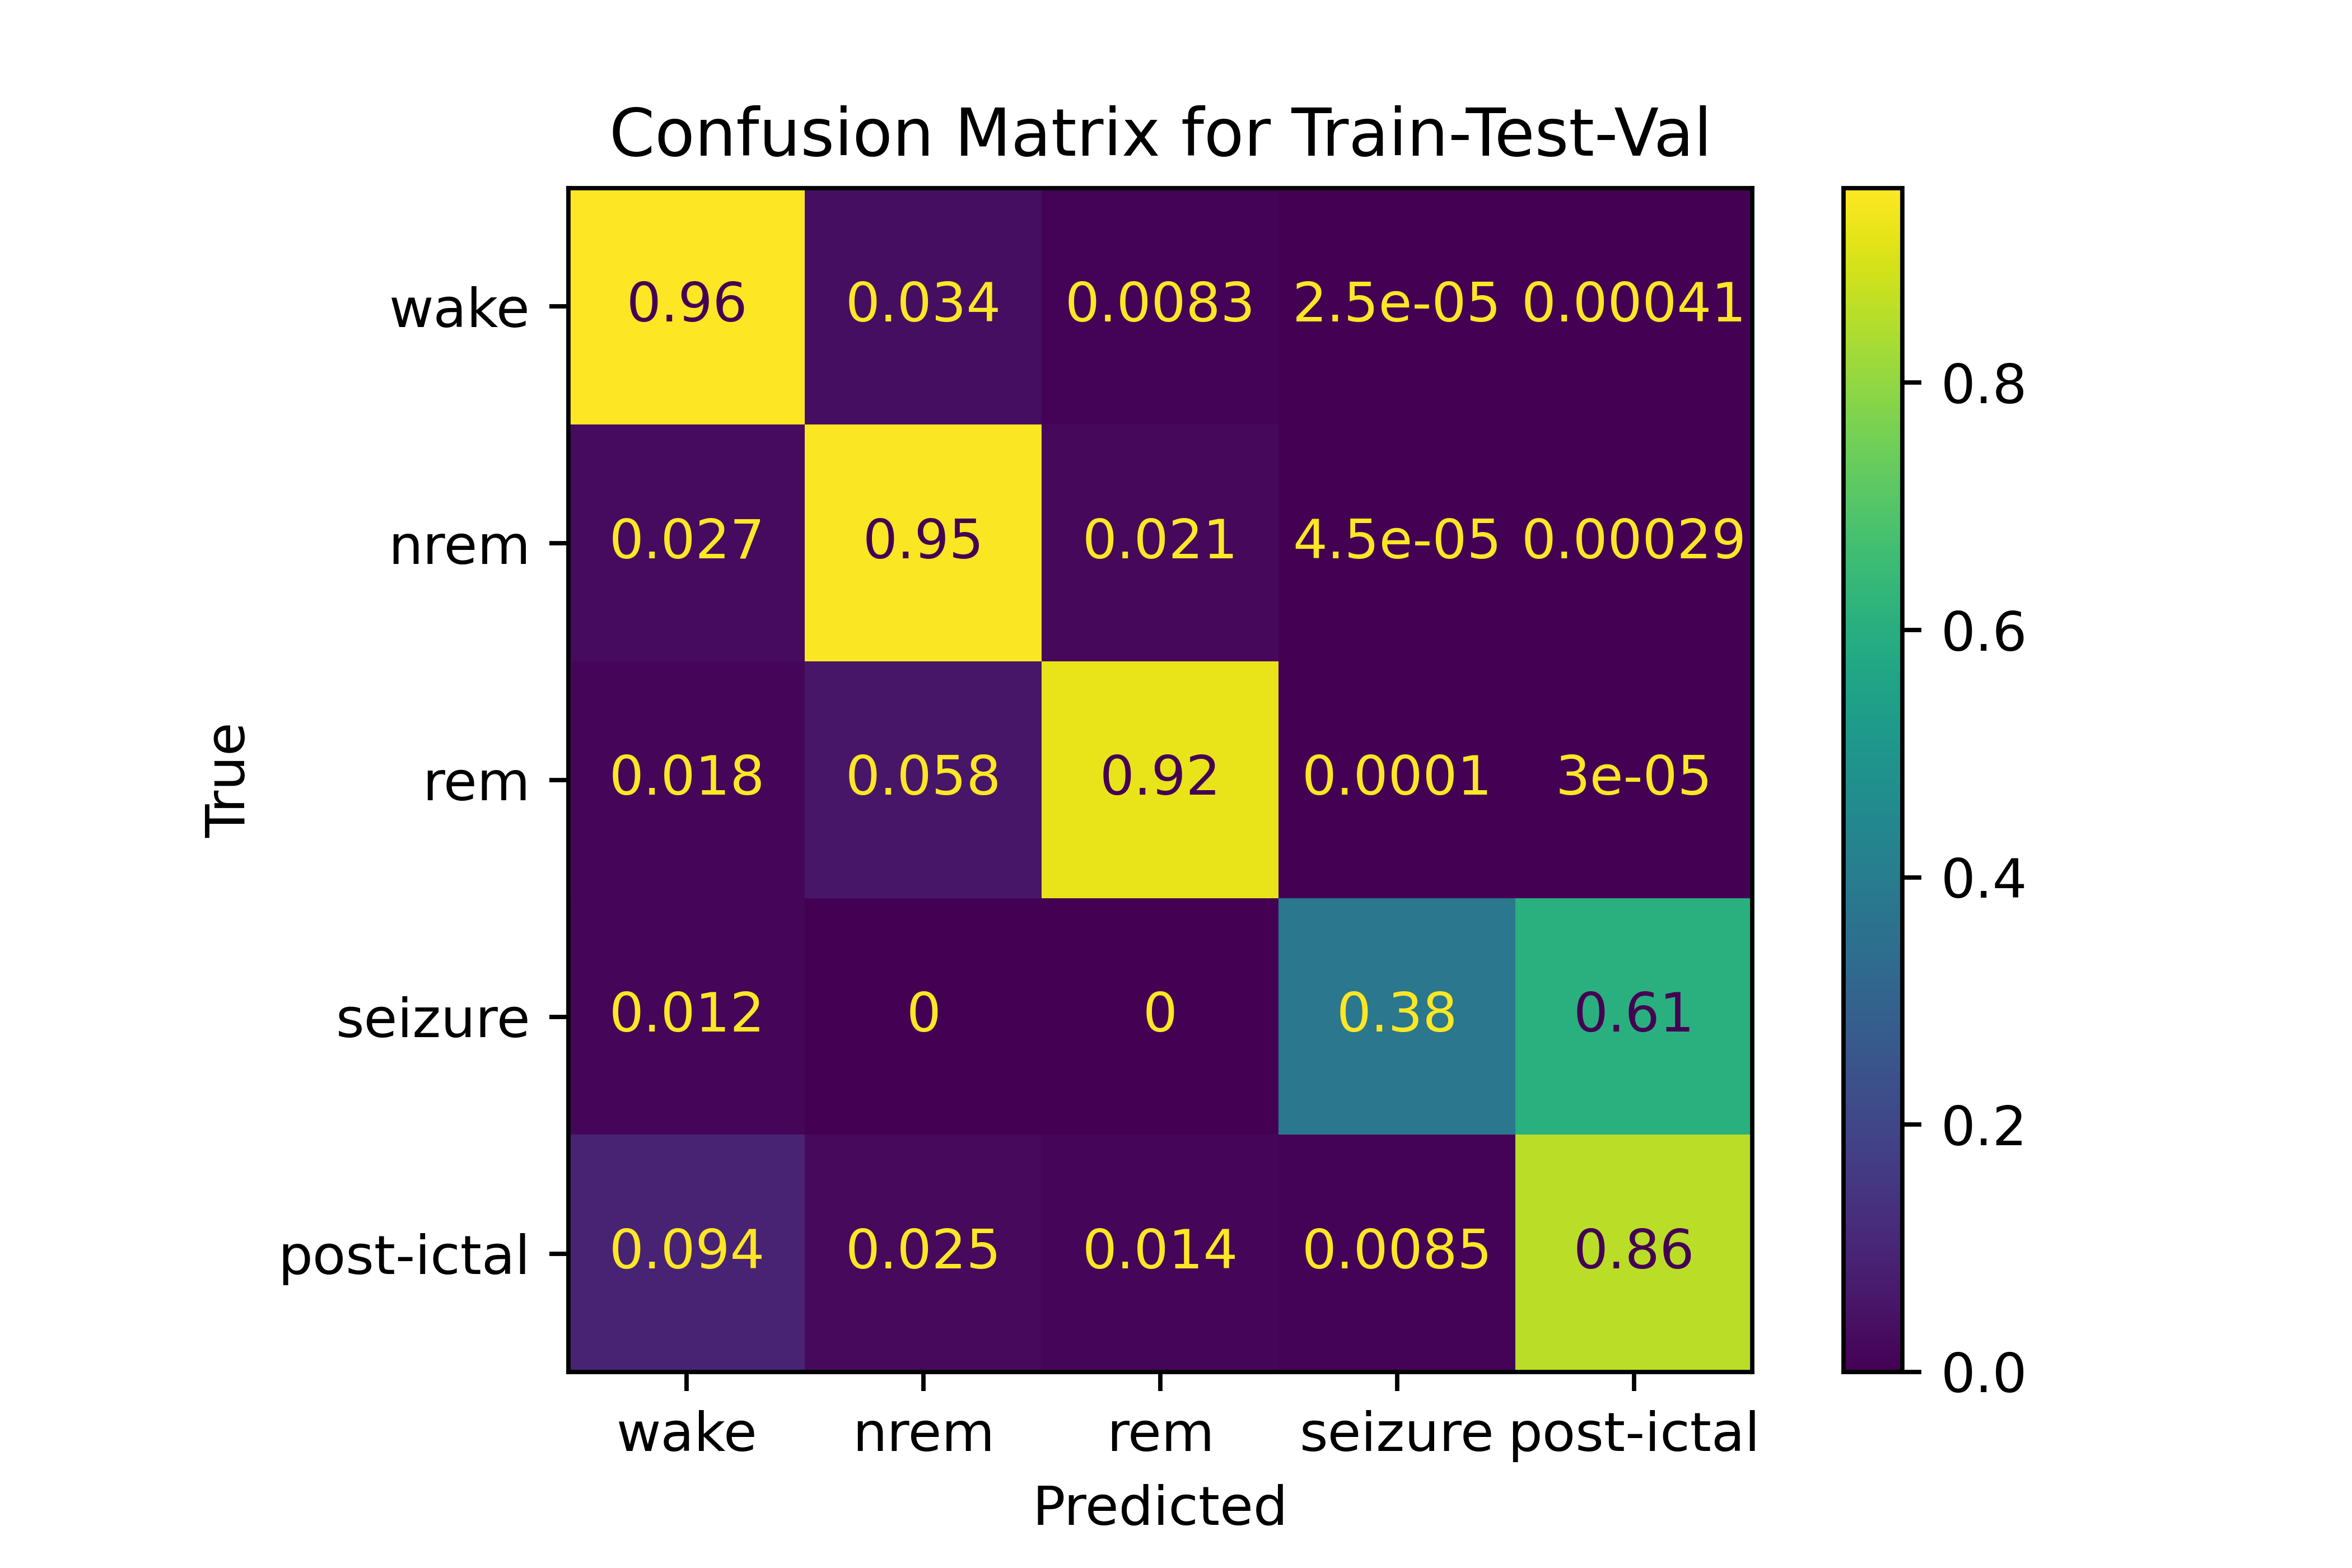 Confusion Matrix for Train-Test-Val
wake 0.96 0.034 0.0083 2.5e-05 0.00041
nrem 0.027 0.95 0.021 4.5e-05 0.00029
rem 0.018 0.058 0.92 0.0001 3e-05
seizure 0.012 0 0 0.38 0.61
post-ictal 0.094 0.025 0.014 0.0085 0.86
True
wake nrem rem seizure post-ictal
Predicted
0.8
0.6
0.4
0.2
0.0